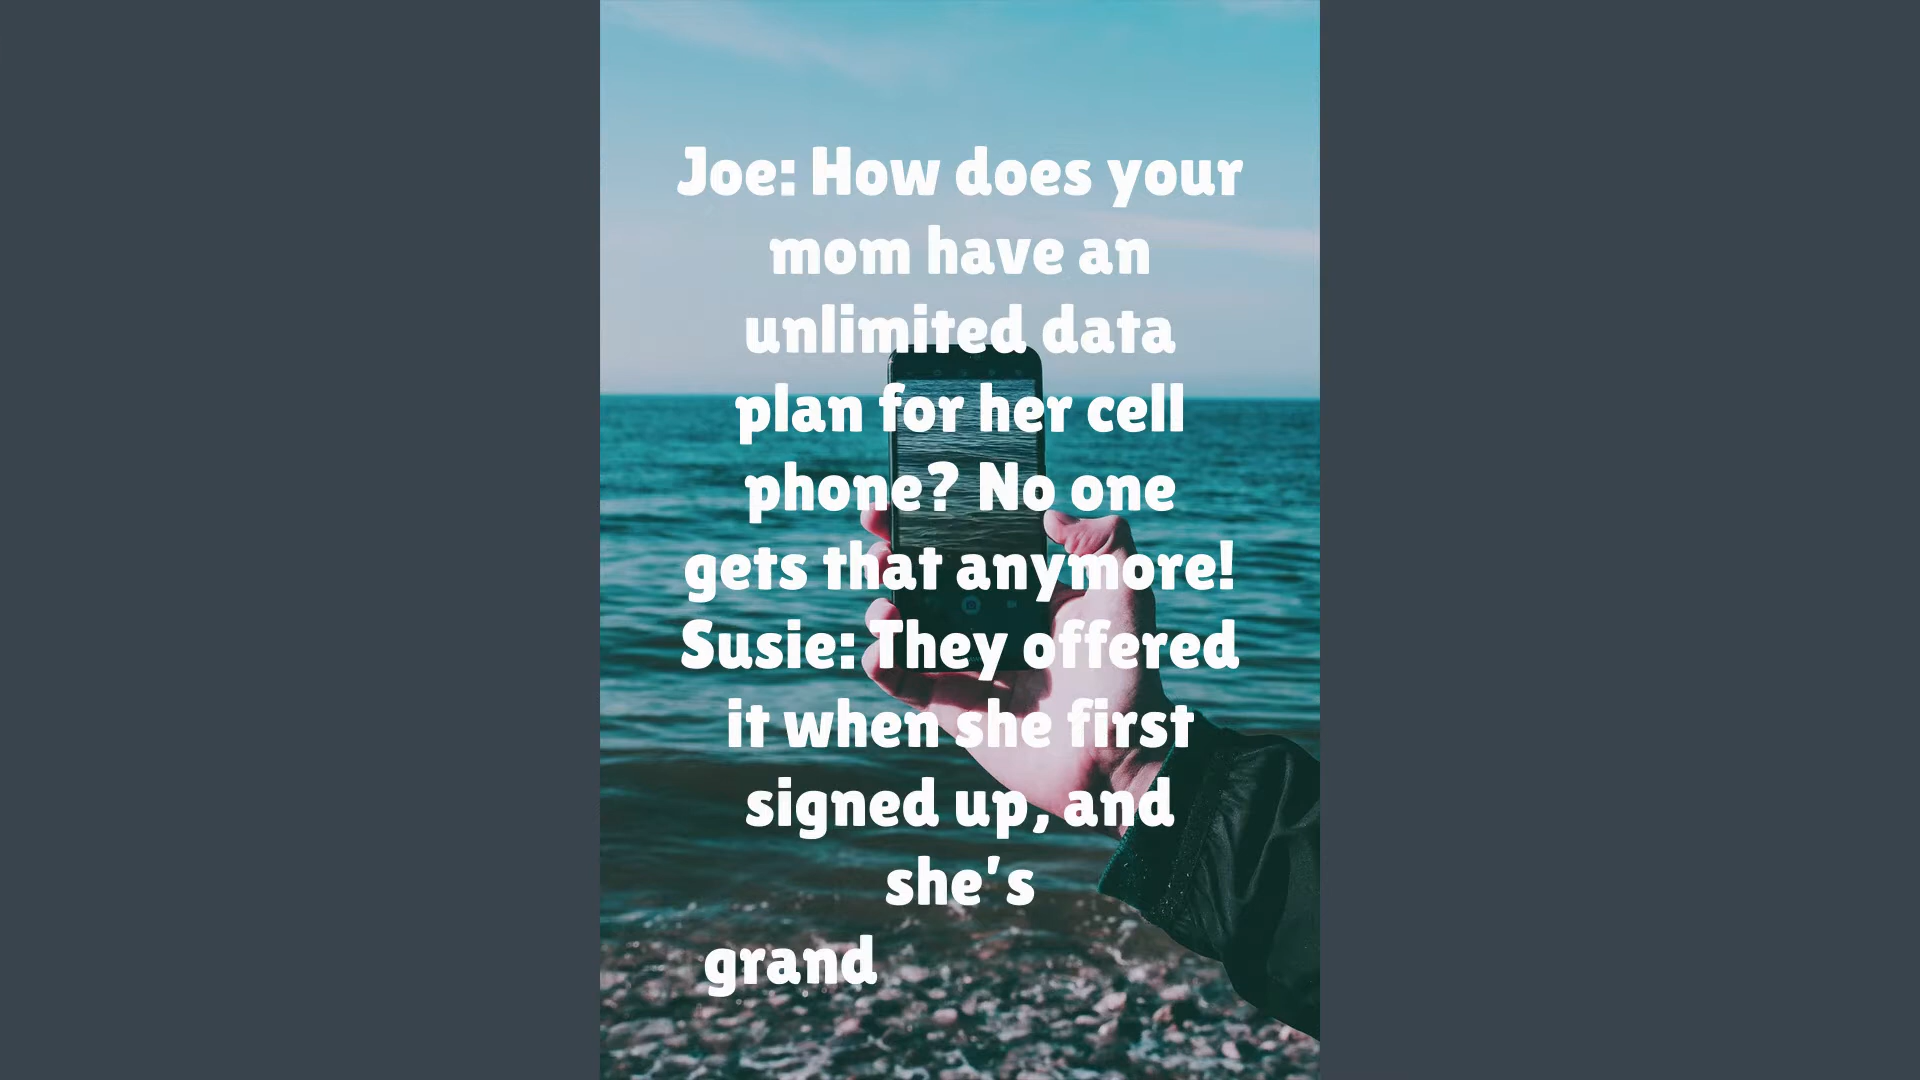 Joe: How does your
mom have an
unlimited data
plan for her cell
phone? No one
gets that anymore!
Susie: They offered
it when she first
signed up, and
she's
grand